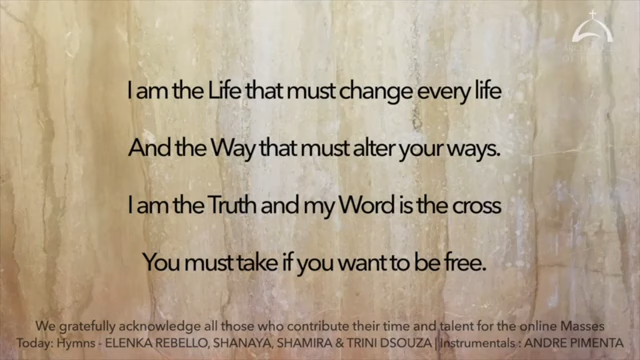 I am the Life that must change every life
And the Way that must alter your ways.
I am the Truth and my Word is the cross
You must take if you want to be free.
We gratefully acknowledge all those who contribute their time and talent for the online Masses
Today: Hymns - ELENKA REBELLO, SHANAYA, SHAMIRA & TRINI DSOUZA | Instrumentals : ANDRE PIMENTA